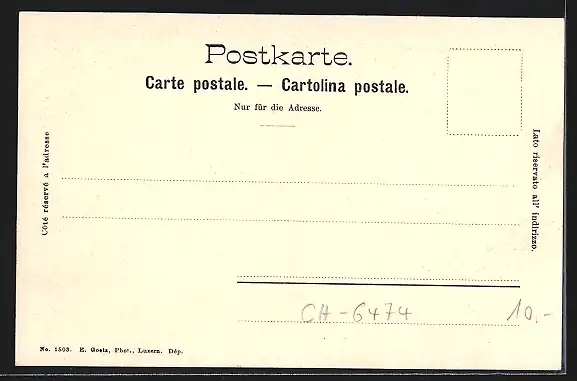 Postkarte.
Carte postale. — Cartolina postale.
Nur für die Adresse.
Côté réservé à l'adresse
Lato riservato all' indirizzo.
CH-6474 10.-
No. 1503. E. Goetz, Phot., Luzern. Dép.